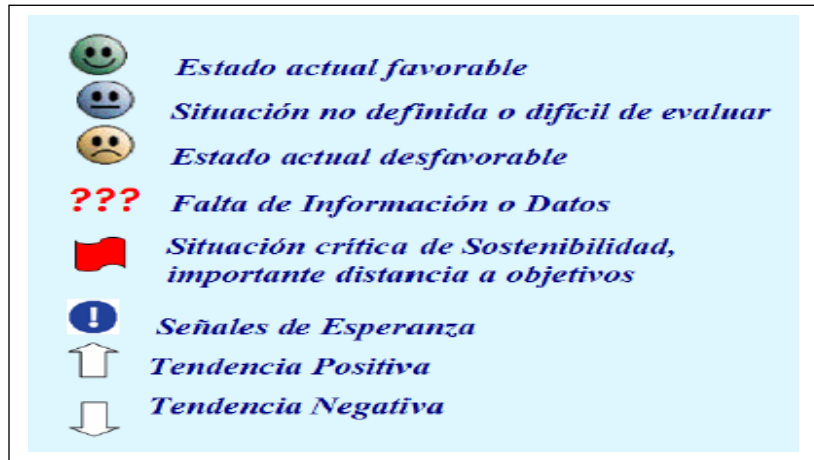 Estado actual favorable
Situación no definida o difícil de evaluar
Estado actual desfavorable
??? Falta de Información o Datos
Situación crítica de Sostenibilidad,
importante distancia a objetivos
! Señales de Esperanza
Tendencia Positiva
Tendencia Negativa